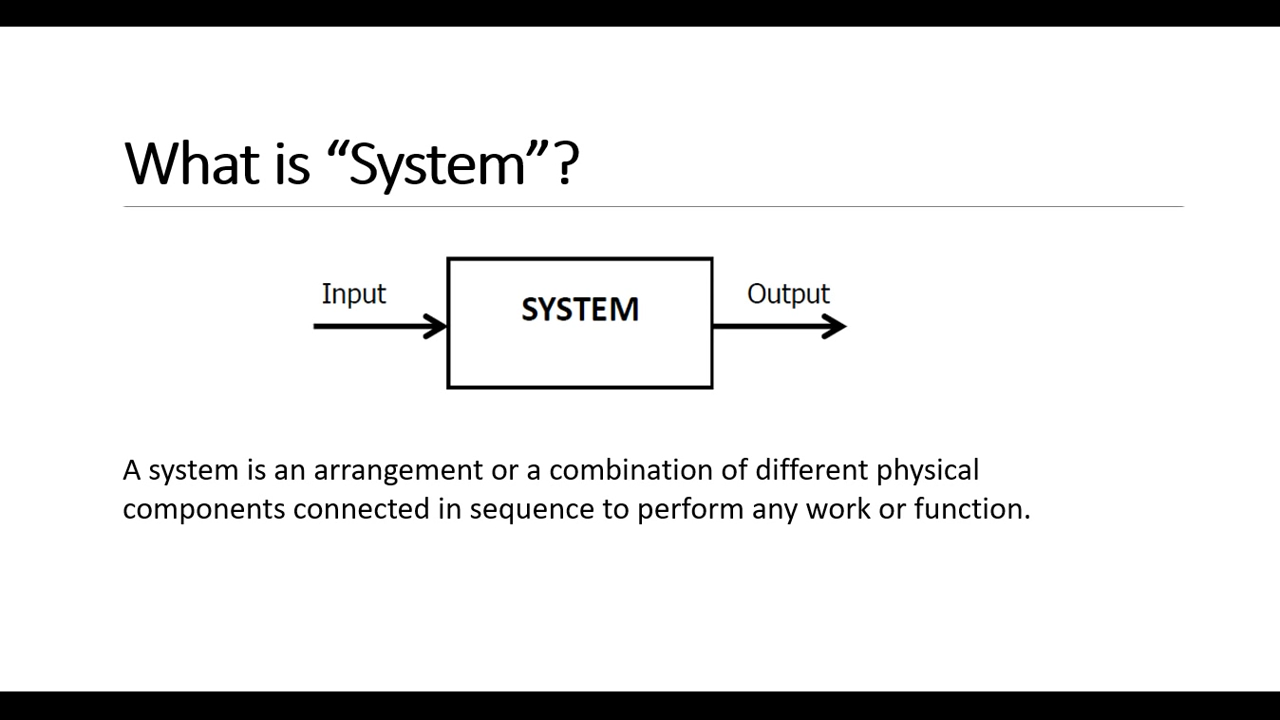 What is “System”?
Input
SYSTEM
Output
A system is an arrangement or a combination of different physical
components connected in sequence to perform any work or function.